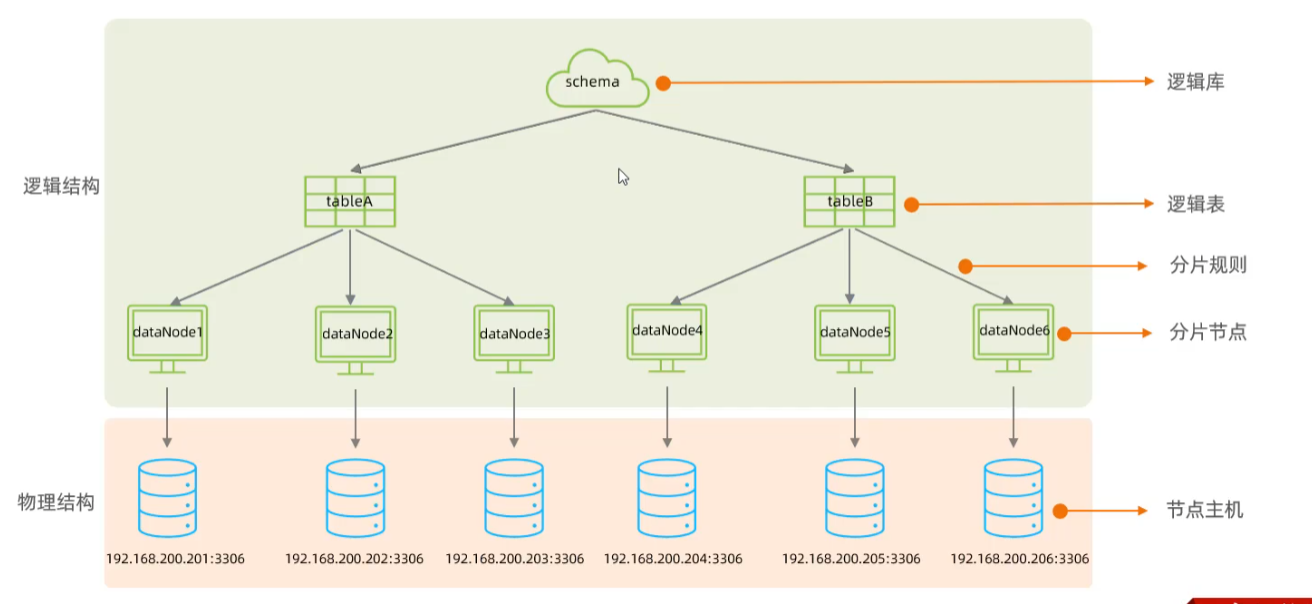 schema
逻辑库
逻辑结构
tableA
tableB
逻辑表
分片规则
dataNode1
dataNode2
dataNode3
dataNode4
dataNode5
dataNode6
分片节点
物理结构
节点主机
192.168.200.201:3306
192.168.200.202:3306
192.168.200.203:3306
192.168.200.204:3306
192.168.200.205:3306
192.168.200.206:3306